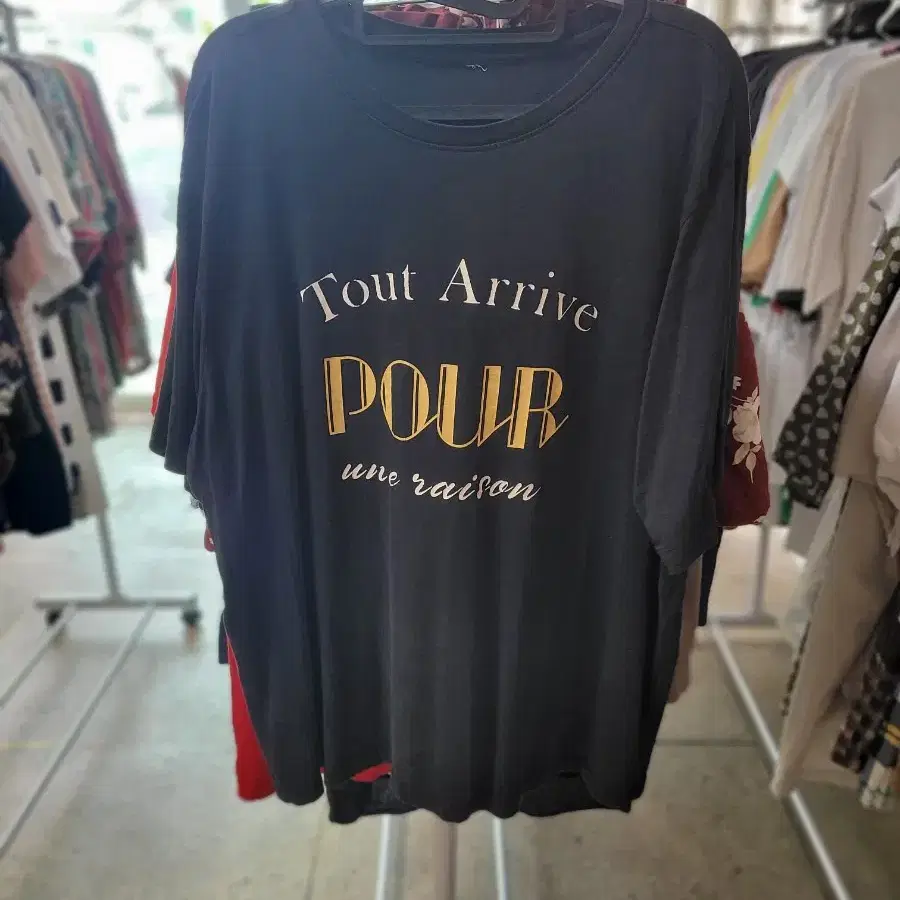 Tout Arrive
POUR
une raison
F